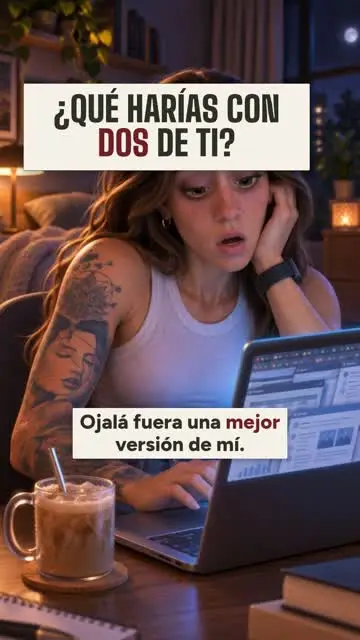 ¿QUÉ HARÍAS CON
DOS DE TI?
Ojalá fuera una mejor
versión de mí.